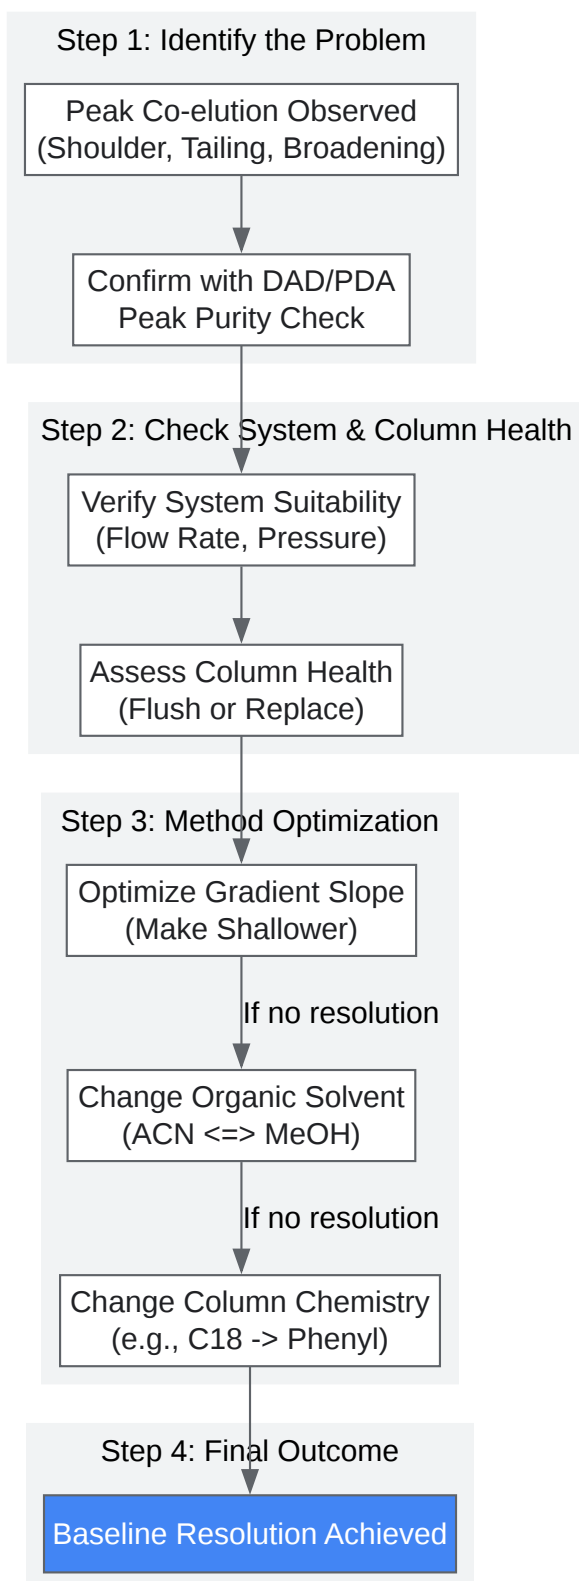 Step 1: Identify the Problem
Peak Co-elution Observed
(Shoulder, Tailing, Broadening)
Confirm with DAD/PDA
Peak Purity Check
Step 2: Check System & Column Health
Verify System Suitability
(Flow Rate, Pressure)
Assess Column Health
(Flush or Replace)
Step 3: Method Optimization
Optimize Gradient Slope
(Make Shallower)
If no resolution
Change Organic Solvent
(ACN <=> MeOH)
If no resolution
Change Column Chemistry
(e.g., C18 -> Phenyl)
Step 4: Final Outcome
Baseline Resolution Achieved